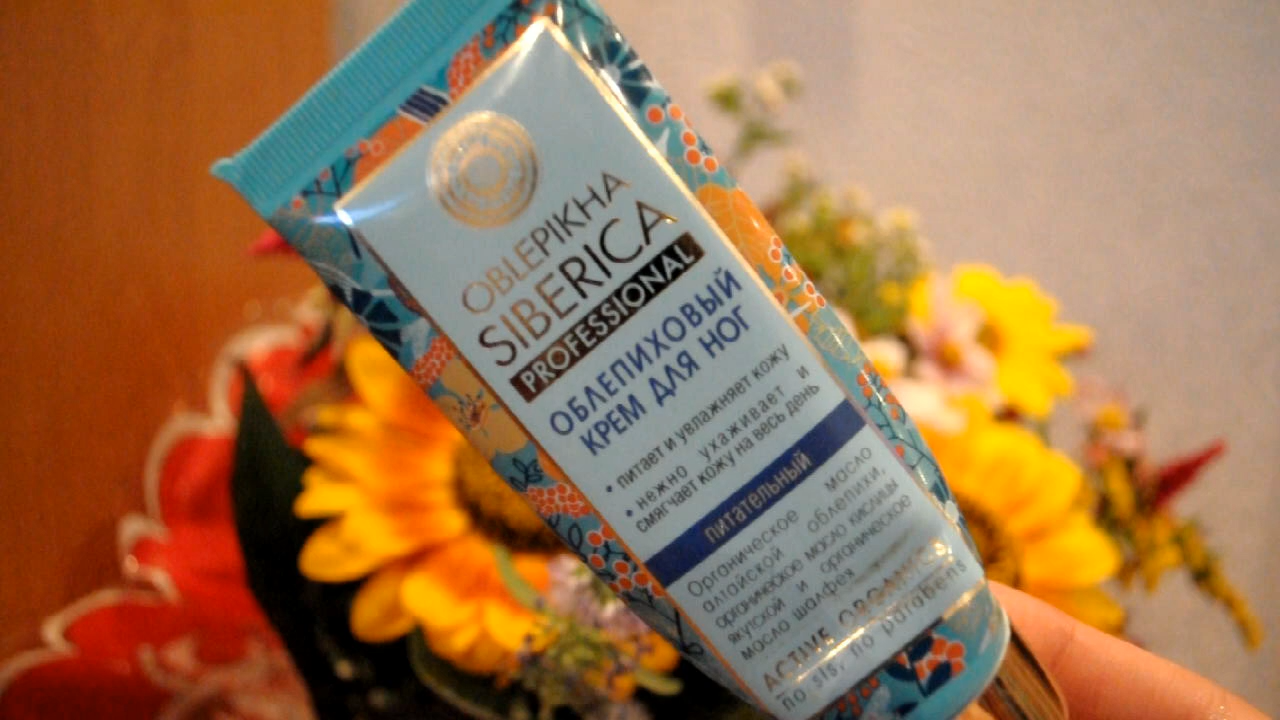 OBLEPIKHA
SIBERICA
PROFESSIONAL
ОБЛЕПИХОВЫЙ
КРЕМ ДЛЯ НОГ
• питает и увлажняет кожу
• нежно ухаживает и
смягчает кожу на весь день
питательный
Органическое масло
алтайской облепихи,
органическое масло кислицы
якутской и органическое
масло шалфея
ACTIVE ORGANICS
no sls, no parabens